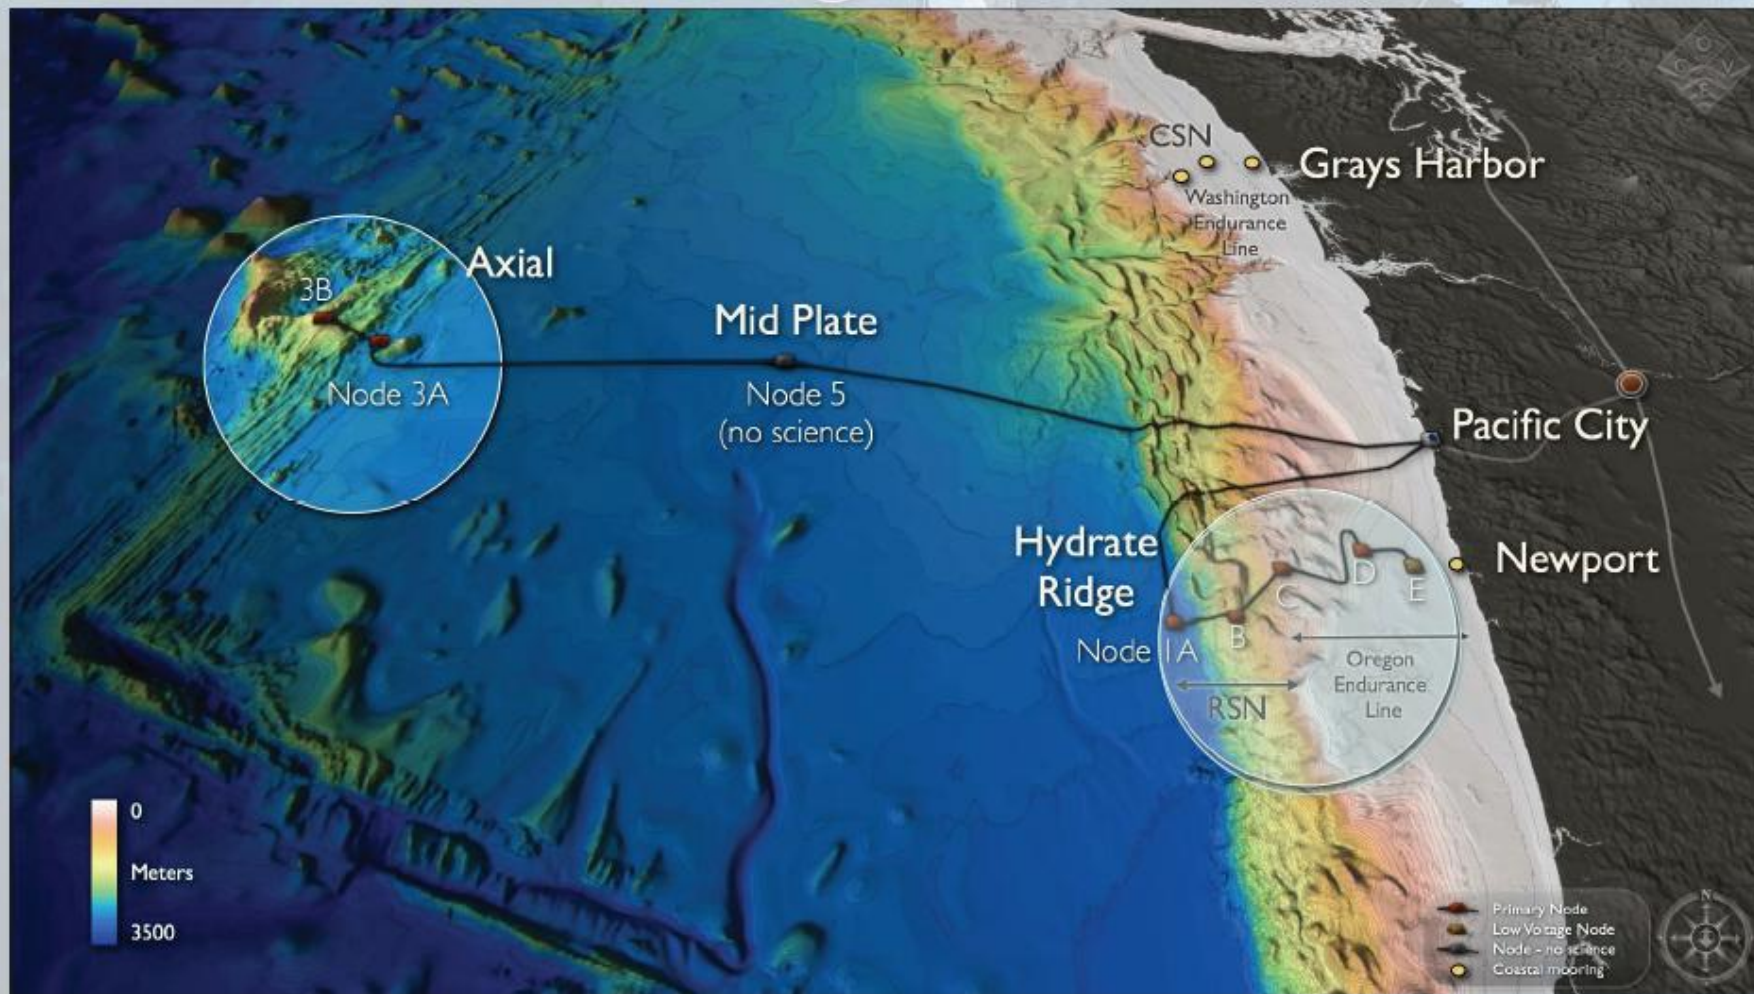 CSN
Grays Harbor
Washington
Endurance
Line
Axial
3B
Mid Plate
Node 3A
Node 5
(no science)
Pacific City
Hydrate
Ridge
Newport
D
E
C
B
Node 1A
Oregon
Endurance
Line
RSN
0
Meters
3500
N
Primary Node
Low Voltage Node
Node - no science
Coastal mooring